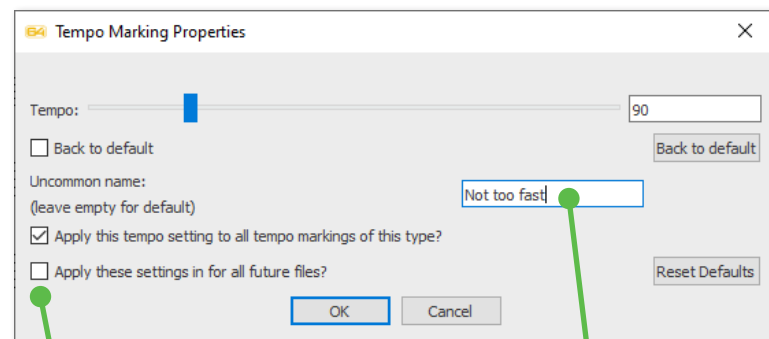 64 Tempo Marking Properties
Tempo: 90
Back to default Back to default
Uncommon name:
Not too fast
(leave empty for default)
Apply this tempo setting to all tempo markings of this type?
Apply these settings in for all future files? Reset Defaults
OK Cancel